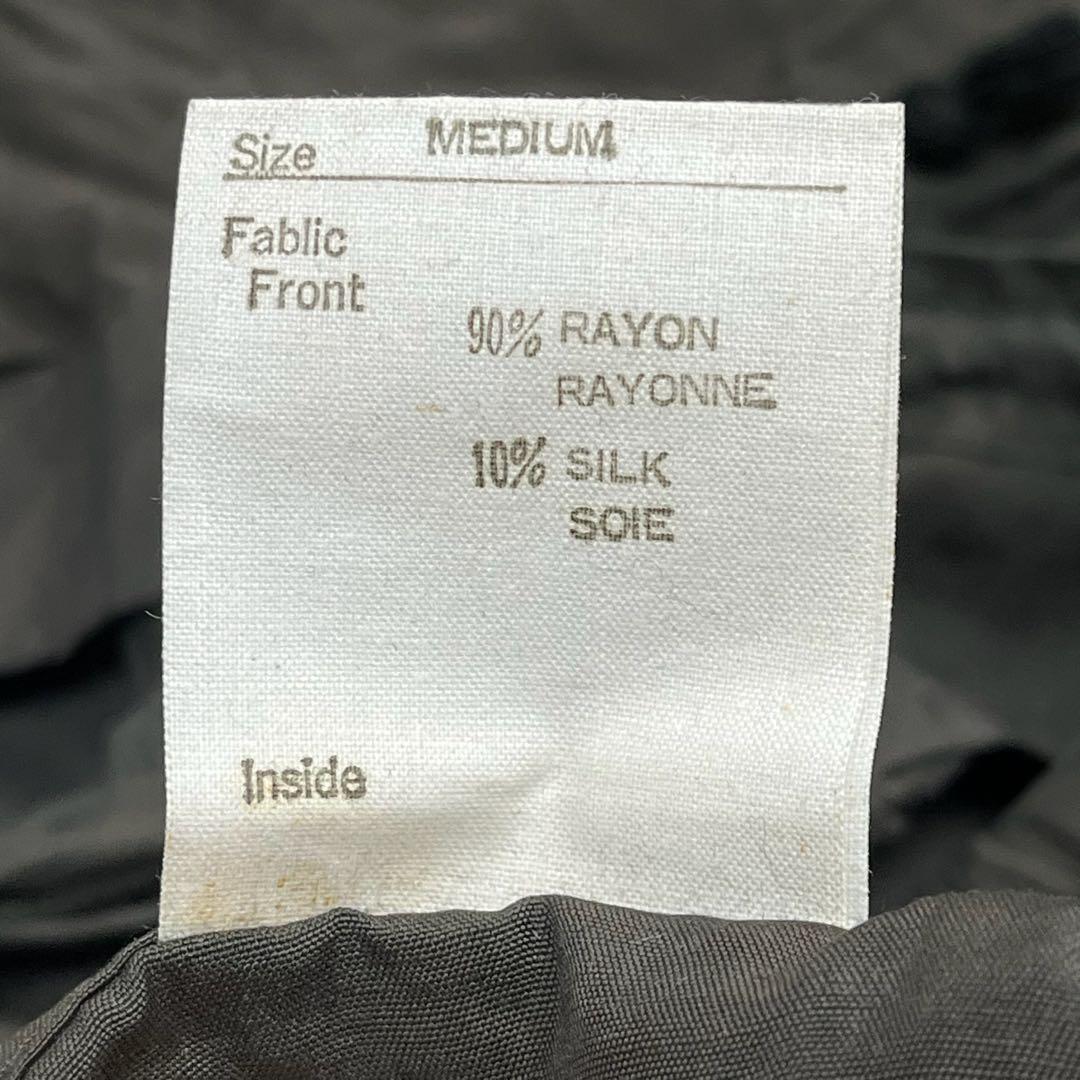 Size MEDIUM
Fablic
Front
90% RAYON
RAYONNE
10% SILK
SOIE
Inside